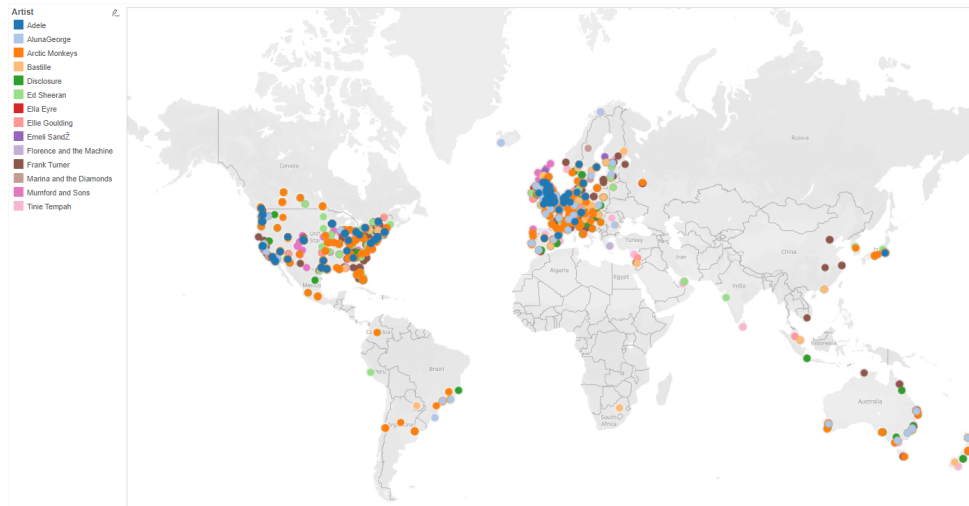 Artist
Adele
AlunaGeorge
Arctic Monkeys
Bastille
Disclosure
Ed Sheeran
Ella Eyre
Ellie Goulding
Emeli SandŽ
Florence and the Machine
Frank Turner
Marina and the Diamonds
Mumford and Sons
Tinie Tempah
Russia
Canada
China
Turkey
Iran
Algeria
Egypt
India
Mexico
Indonesia
Brazil
Australia
South
Africa